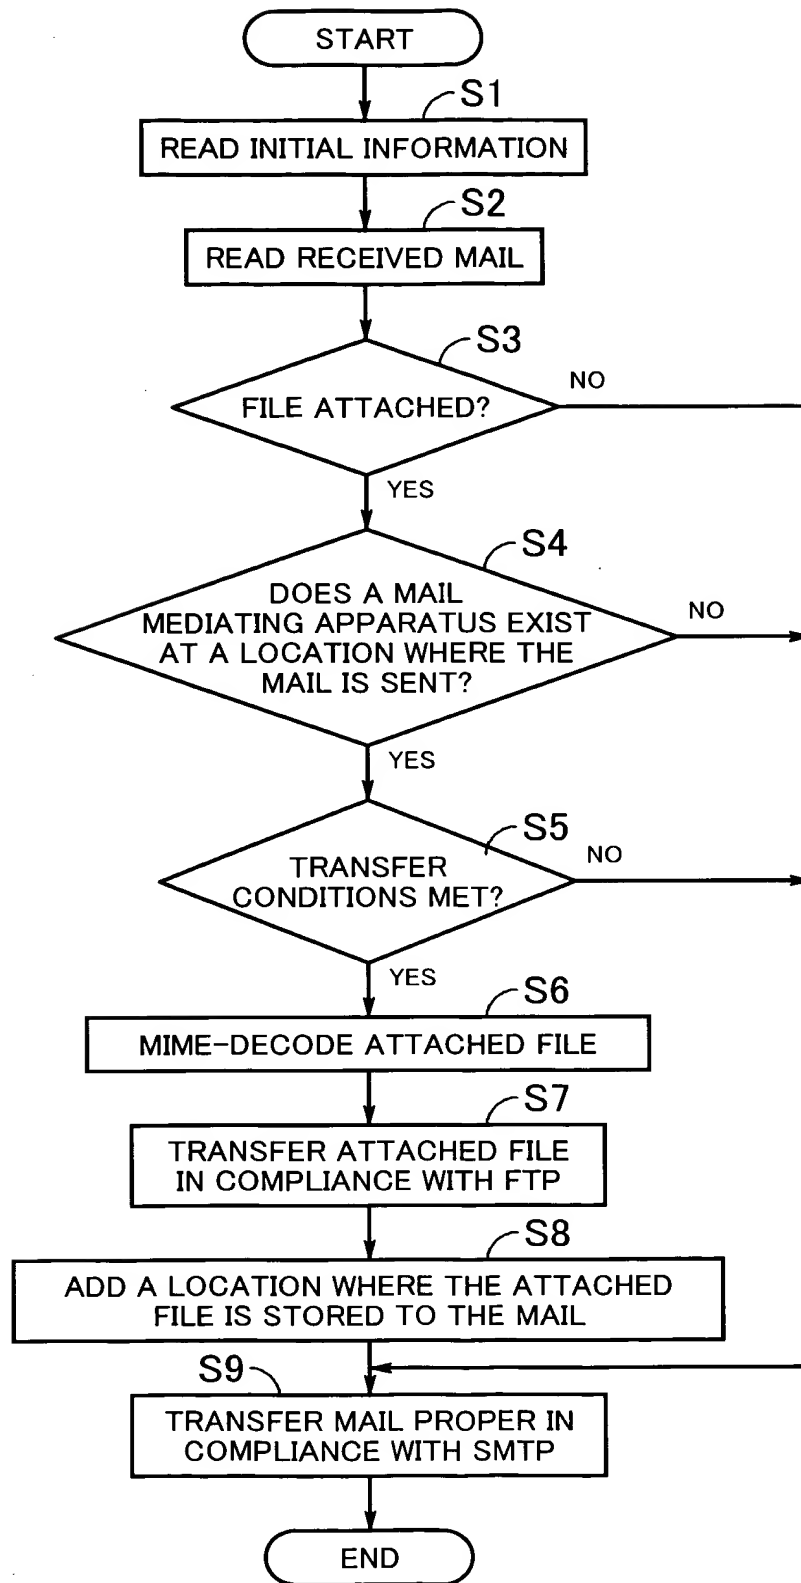 START
S1
READ INITIAL INFORMATION
S2
READ RECEIVED MAIL
S3
FILE ATTACHED?
NO
YES
S4
DOES A MAIL
MEDIATING APPARATUS EXIST
AT A LOCATION WHERE THE
MAIL IS SENT?
NO
YES
S5
TRANSFER
CONDITIONS MET?
NO
YES
S6
MIME-DECODE ATTACHED FILE
S7
TRANSFER ATTACHED FILE
IN COMPLIANCE WITH FTP
S8
ADD A LOCATION WHERE THE ATTACHED
FILE IS STORED TO THE MAIL
S9
TRANSFER MAIL PROPER IN
COMPLIANCE WITH SMTP
END